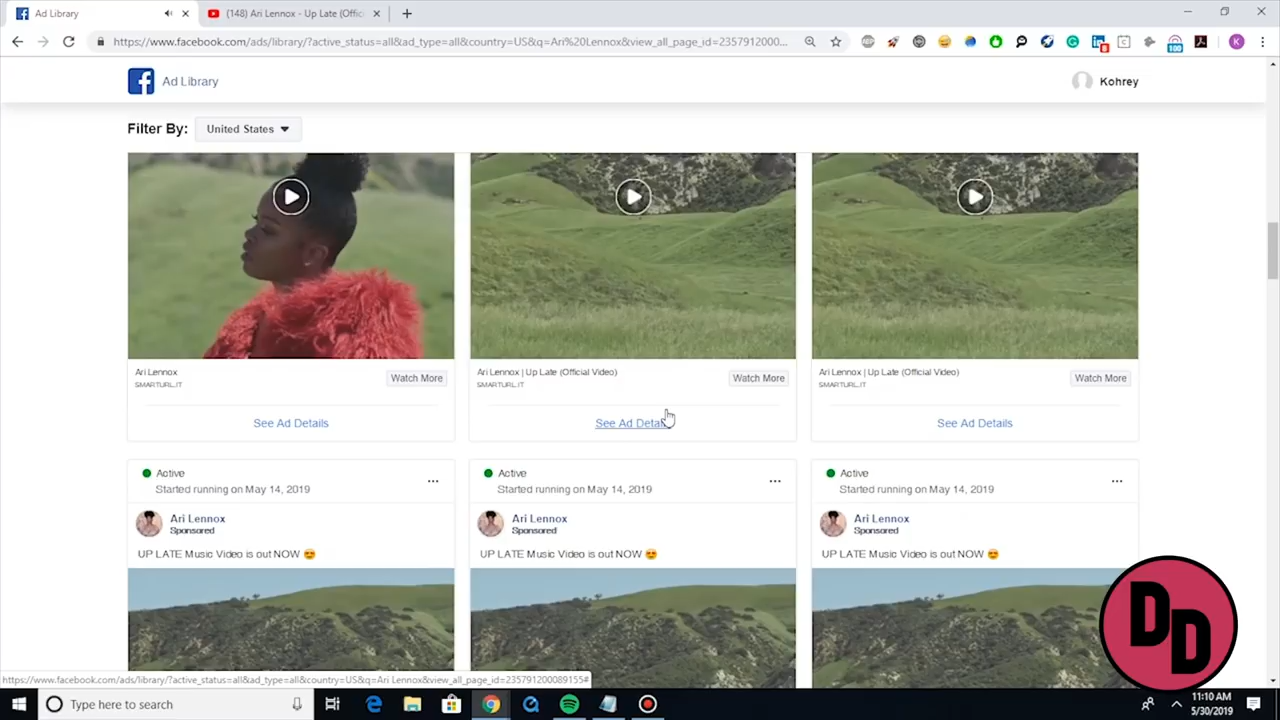 Ad Library
(148) Ari Lennox - Up Late (Offic
https://www.facebook.com/ads/library/?active_status=all&ad_type=all&country=US&q=Ari%20Lennox&view_all_page_id=2357912000...
8
100
K
Ad Library
Kohrey
Filter By:
United States
Ari Lennox
SMARTURL.IT
Watch More
Ari Lennox | Up Late (Official Video)
SMARTURL.IT
Watch More
Ari Lennox | Up Late (Official Video)
SMARTURL.IT
Watch More
See Ad Details
See Ad Details
See Ad Details
Active
Started running on May 14, 2019
Active
Started running on May 14, 2019
Active
Started running on May 14, 2019
Ari Lennox
Sponsored
Ari Lennox
Sponsored
Ari Lennox
Sponsored
UP LATE Music Video is out NOW 😍
UP LATE Music Video is out NOW 😍
UP LATE Music Video is out NOW 😍
DD
https://www.facebook.com/ads/library/?active_status=all&ad_type=all&country=US&q=Ari Lennox&view_all_page_id=235791200089155#
Type here to search
11:10 AM
5/30/2019